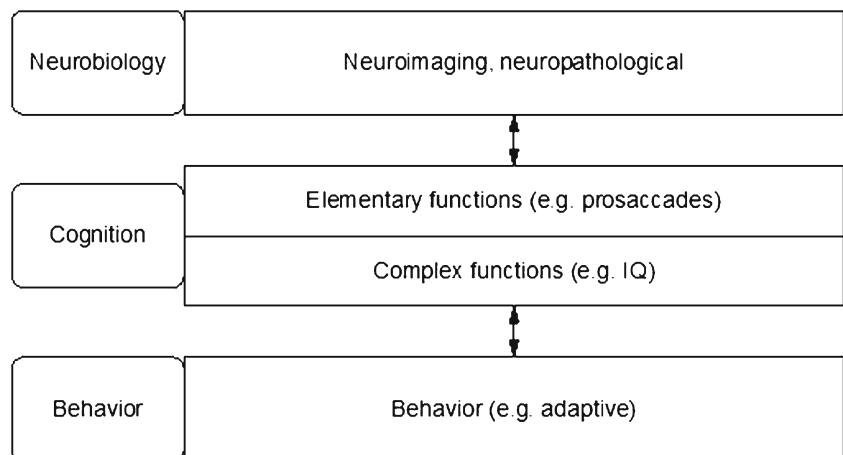 Neurobiology
Neuroimaging, neuropathological
Cognition
Elementary functions (e.g. prosaccades)
Complex functions (e.g. IQ)
Behavior
Behavior (e.g. adaptive)